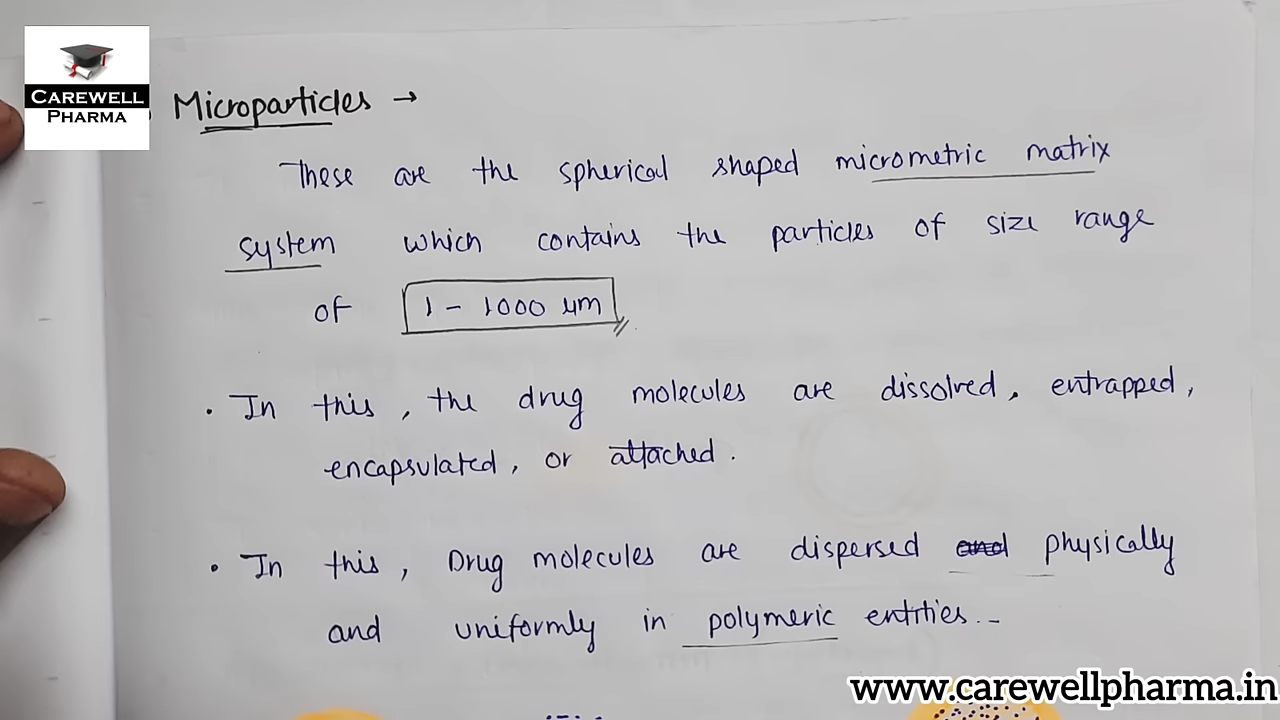 CAREWELL
PHARMA
Microparticles →
These are the spherical shaped micrometric matrix
system which contains the particles of size range
of 1 - 1000 µm
. In this, the drug molecules are dissolved, entrapped,
encapsulated, or attached.
. In this, Drug molecules are dispersed and physically
and uniformly in polymeric entities..-
www.carewellpharma.in